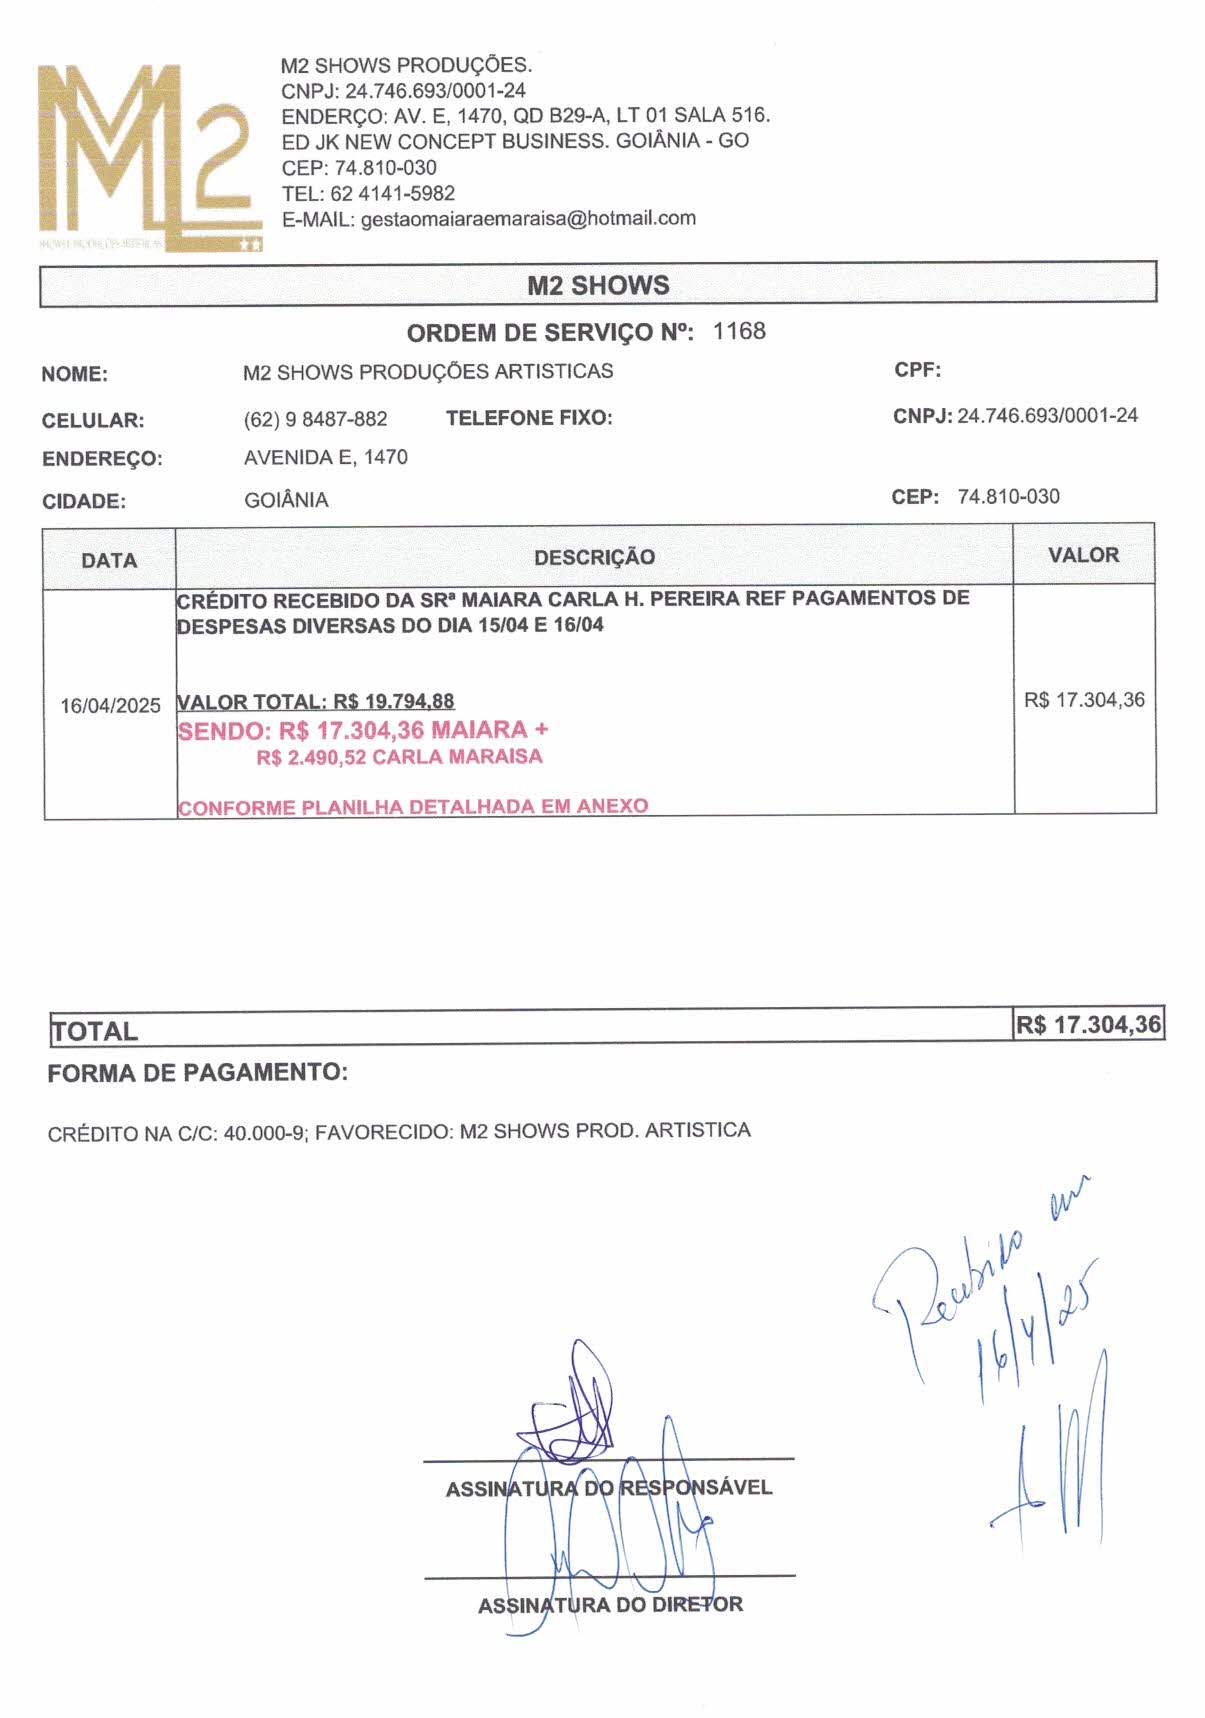 M2 SHOWS PRODUÇÕES.
CNPJ: 24.746.693/0001-24
ENDERÇO: AV. E, 1470, QD B29-A, LT 01 SALA 516.
ED JK NEW CONCEPT BUSINESS. GOIÂNIA - GO
CEP: 74.810-030
TEL: 62 4141-5982
E-MAIL: gestaomaiaraemaraisa@hotmail.com
M2
M2 SHOWS
ORDEM DE SERVIÇO Nº: 1168
NOME: M2 SHOWS PRODUÇÕES ARTISTICAS CPF:
CELULAR: (62) 9 8487-882 TELEFONE FIXO: CNPJ: 24.746.693/0001-24
ENDEREÇO: AVENIDA E, 1470
CIDADE: GOIÂNIA CEP: 74.810-030
DATA DESCRIÇÃO VALOR
CRÉDITO RECEBIDO DA SRª MAIARA CARLA H. PEREIRA REF PAGAMENTOS DE
DESPESAS DIVERSAS DO DIA 15/04 E 16/04
16/04/2025 VALOR TOTAL: R$ 19.794,88 R$ 17.304,36
SENDO: R$ 17.304,36 MAIARA +
R$ 2.490,52 CARLA MARAISA
CONFORME PLANILHA DETALHADA EM ANEXO
TOTAL R$ 17.304,36
FORMA DE PAGAMENTO:
CRÉDITO NA C/C: 40.000-9; FAVORECIDO: M2 SHOWS PROD. ARTISTICA
Recebido em
16/4/25
ASSINATURA DO RESPONSÁVEL
ASSINATURA DO DIRETOR